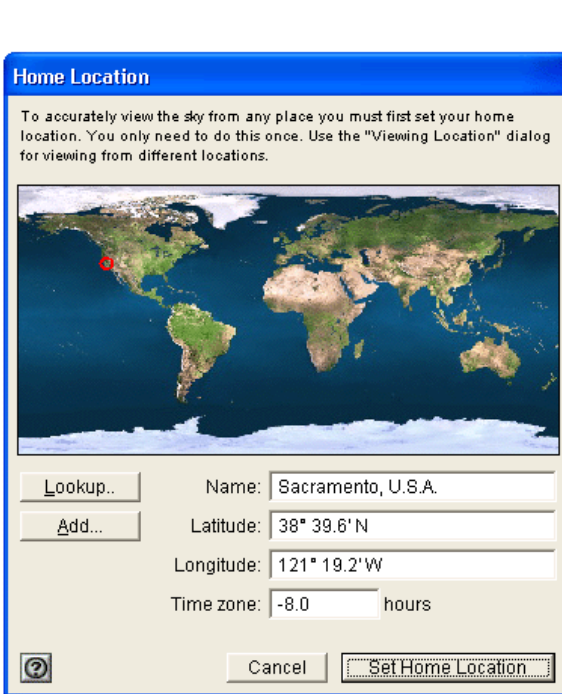 Home Location
To accurately view the sky from any place you must first set your home
location. You only need to do this once. Use the "Viewing Location" dialog
for viewing from different locations.
Lookup..
Name: Sacramento, U.S.A.
Add...
Latitude: 38° 39.6' N
Longitude: 121° 19.2' W
Time zone: -8.0 hours
? Cancel Set Home Location